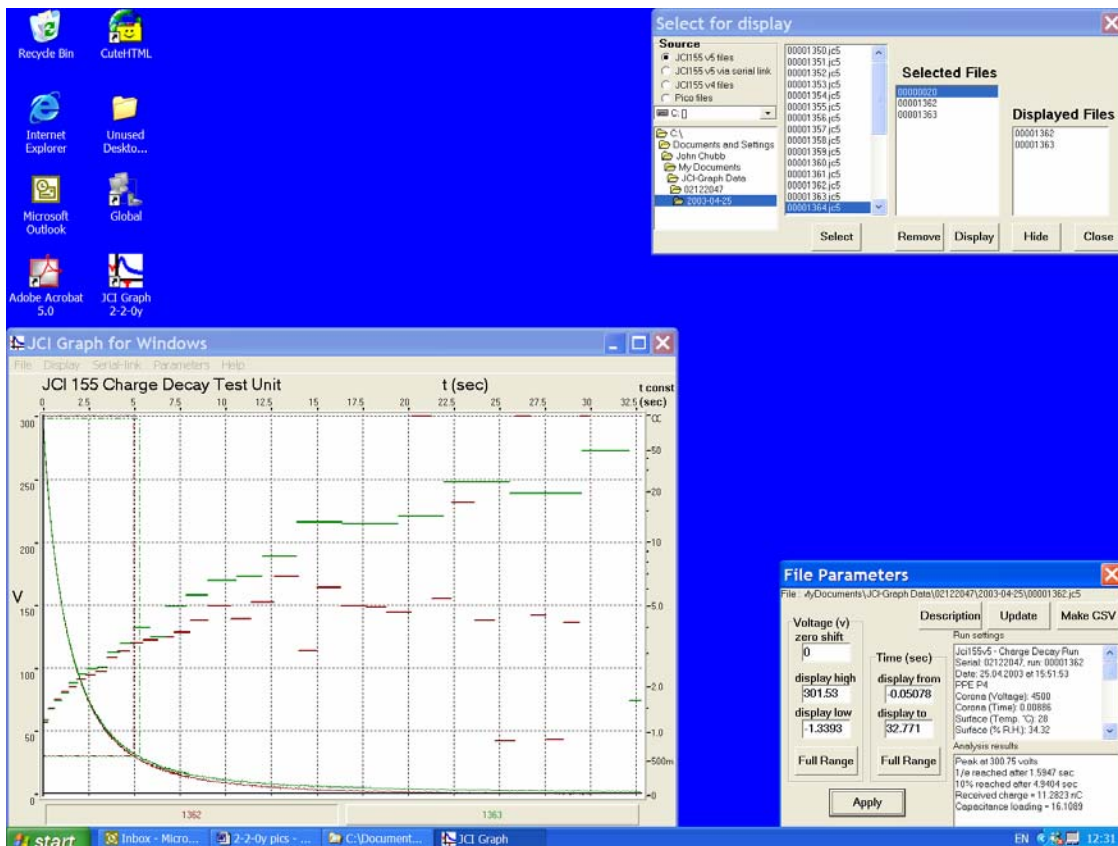 Recycle Bin
CuteHTML
Internet
Explorer
Unused
Deskto...
Microsoft
Outlook
Global
Adobe Acrobat
5.0
JCI Graph
2-2-0y
Select for display
Source
JCI155 v5 files
JCI155 v5 via serial link
JCI155 v4 files
Pico files
C: []
C:\
Documents and Settings
John Chubb
My Documents
JCI-Graph Data
02122047
2003-04-25
00001350.jc5
00001351.jc5
00001352.jc5
00001353.jc5
00001354.jc5
00001355.jc5
00001356.jc5
00001357.jc5
00001358.jc5
00001359.jc5
00001360.jc5
00001361.jc5
00001362.jc5
00001363.jc5
00001364.jc5
Selected Files
00000020
00001362
00001363
Displayed Files
00001362
00001363
Select
Remove
Display
Hide
Close
JCI Graph for Windows
File Display Serial-link Parameters Help
JCI 155 Charge Decay Test Unit
t (sec)
t const
(sec)
0 2.5 5 7.5 10 12.5 15 17.5 20 22.5 25 27.5 30 32.5
300
250
200
V
150
100
50
0
50
20
10
5.0
2.0
1.0
500m
0
1362
1363
File Parameters
File : MyDocuments\JCI-Graph Data\02122047\2003-04-25\00001362.jc5
Description
Update
Make CSV
Voltage (v)
zero shift
0
display high
301.53
display low
-1.3393
Full Range
Time (sec)
display from
-0.05078
display to
32.771
Full Range
Apply
Run settings
Jci155v5 - Charge Decay Run
Serial: 02122047, run: 00001362
Date: 25.04.2003 at 15:51.53
PPE P4
Corona (Voltage): 4500
Corona (Time): 0.00886
Surface (Temp. °C): 28
Surface (% R.H.): 34.32
Analysis results
Peak at 300.75 volts
1/e reached after 1.5947 sec
10% reached after 4.9404 sec
Received charge = 11.2823 nC
Capacitance loading = 16.1089
start
Inbox - Micro...
2-2-0y pics - ...
C:\Document...
JCI Graph
EN
12:31